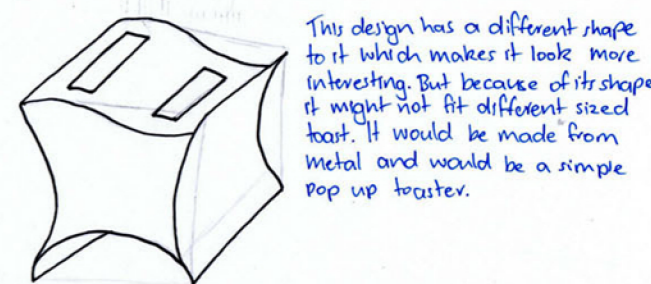 This design has a different shape
to it which makes it look more
interesting. But because of its shape
it might not fit different sized
toast. It would be made from
metal and would be a simple
pop up toaster.